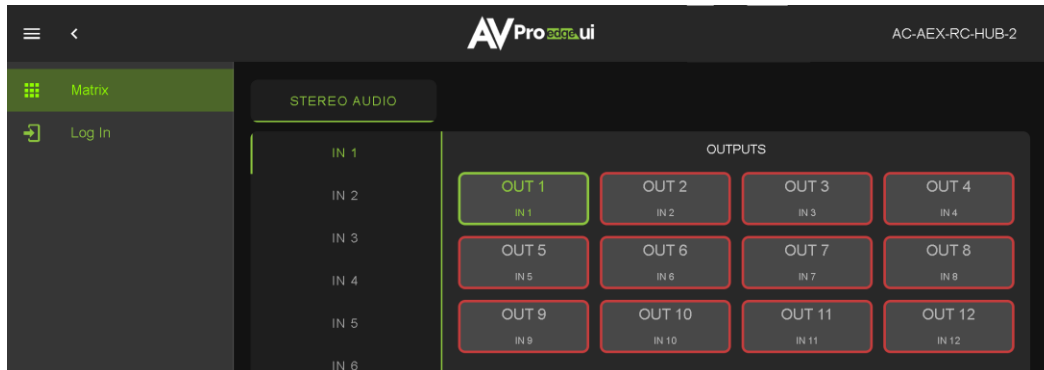 AVPro edge.ui
AC-AEX-RC-HUB-2
Matrix
Log In
STEREO AUDIO
IN 1
IN 2
IN 3
IN 4
IN 5
IN 6
OUTPUTS
OUT 1
IN 1
OUT 2
IN 2
OUT 3
IN 3
OUT 4
IN 4
OUT 5
IN 5
OUT 6
IN 6
OUT 7
IN 7
OUT 8
IN 8
OUT 9
IN 9
OUT 10
IN 10
OUT 11
IN 11
OUT 12
IN 12